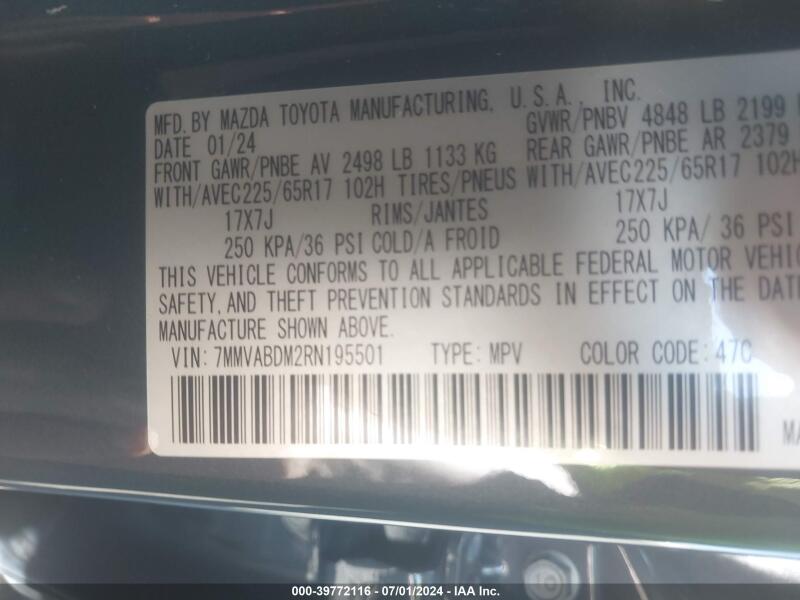 MFD. BY MAZDA TOYOTA MANUFACTURING, U.S.A., INC.
DATE 01/24 GVWR/PNBV 4848 LB 2199
FRONT GAWR/PNBE AV 2498 LB 1133 KG REAR GAWR/PNBE AR 2379
WITH/AVEC225/65R17 102H TIRES/PNEUS WITH/AVEC225/65R17 102H
17X7J RIMS/JANTES 17X7J
250 KPA/36 PSI COLD/A FROID 250 KPA/ 36 PSI
THIS VEHICLE CONFORMS TO ALL APPLICABLE FEDERAL MOTOR VEHIC
SAFETY, AND THEFT PREVENTION STANDARDS IN EFFECT ON THE DATE
MANUFACTURE SHOWN ABOVE.
VIN: 7MMVABDM2RN195501 TYPE: MPV COLOR CODE: 47C
MA
000-39772116 - 07/01/2024 - IAA Inc.